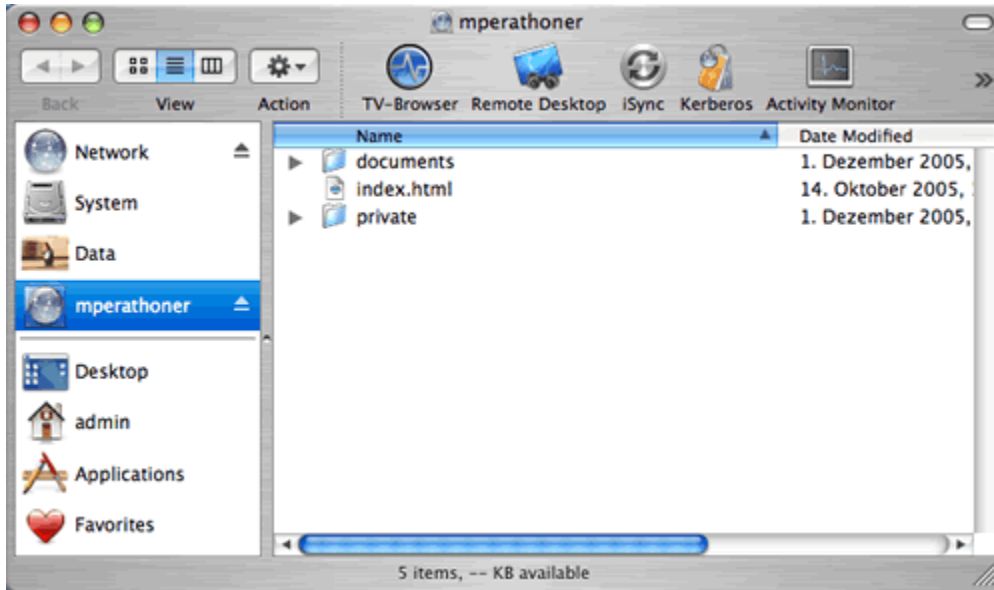 mperathoner
Back View Action TV-Browser Remote Desktop iSync Kerberos Activity Monitor
Name Date Modified
Network
System
Data
mperathoner
Desktop
admin
Applications
Favorites
documents 1. Dezember 2005,
index.html 14. Oktober 2005,
private 1. Dezember 2005,
5 items, -- KB available